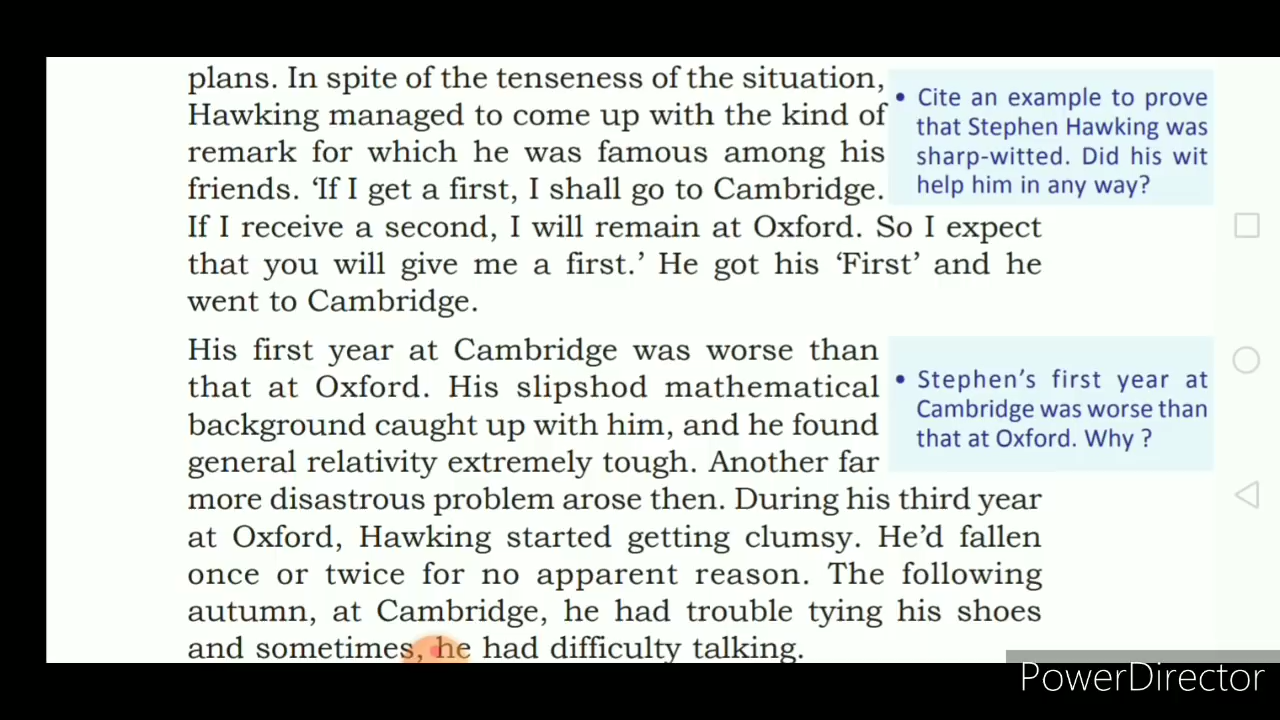 plans. In spite of the tenseness of the situation,
Hawking managed to come up with the kind of
remark for which he was famous among his
friends. ‘If I get a first, I shall go to Cambridge.
If I receive a second, I will remain at Oxford. So I expect
that you will give me a first.’ He got his ‘First’ and he
went to Cambridge.
• Cite an example to prove
that Stephen Hawking was
sharp-witted. Did his wit
help him in any way?
His first year at Cambridge was worse than
that at Oxford. His slipshod mathematical
background caught up with him, and he found
general relativity extremely tough. Another far
more disastrous problem arose then. During his third year
at Oxford, Hawking started getting clumsy. He’d fallen
once or twice for no apparent reason. The following
autumn, at Cambridge, he had trouble tying his shoes
and sometimes, he had difficulty talking.
• Stephen’s first year at
Cambridge was worse than
that at Oxford. Why ?
PowerDirector